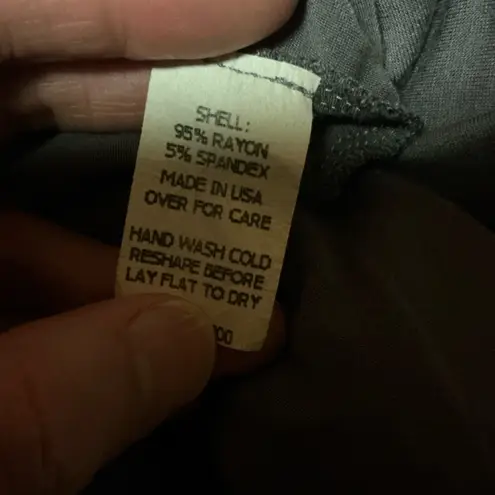 SHELL:
95% RAYON
5% SPANDEX
MADE IN USA
OVER FOR CARE
HAND WASH COLD
RESHAPE BEFORE
LAY FLAT TO DRY